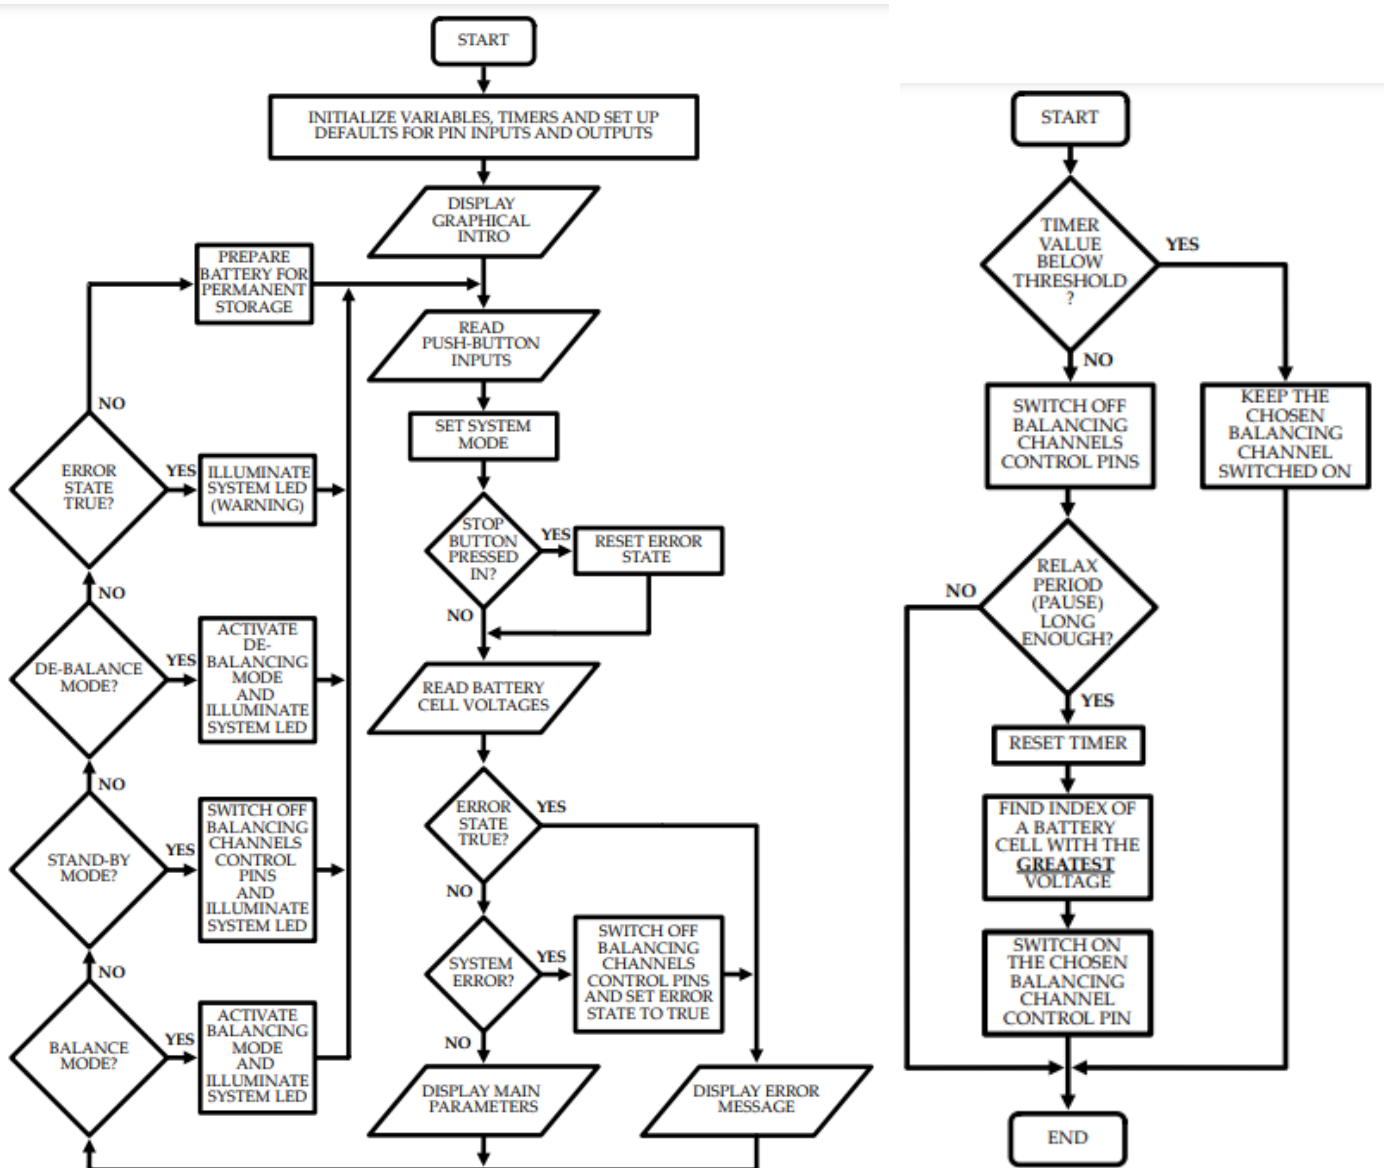 START
INITIALIZE VARIABLES, TIMERS AND SET UP
DEFAULTS FOR PIN INPUTS AND OUTPUTS
DISPLAY
GRAPHICAL
INTRO
PREPARE
BATTERY FOR
PERMANENT
STORAGE
READ
PUSH-BUTTON
INPUTS
SET SYSTEM
MODE
STOP
BUTTON
PRESSED
IN?
YES
RESET ERROR
STATE
NO
READ BATTERY
CELL VOLTAGES
ERROR
STATE
TRUE?
YES
NO
SYSTEM
ERROR?
YES
SWITCH OFF
BALANCING
CHANNELS
CONTROL PINS
AND SET ERROR
STATE TO TRUE
NO
DISPLAY MAIN
PARAMETERS
DISPLAY ERROR
MESSAGE
BALANCE
MODE?
YES
ACTIVATE
BALANCING
MODE
AND
ILLUMINATE
SYSTEM LED
NO
STAND-BY
MODE?
YES
SWITCH OFF
BALANCING
CHANNELS
CONTROL
PINS
AND
ILLUMINATE
SYSTEM LED
NO
DE-BALANCE
MODE?
YES
ACTIVATE
DE-
BALANCING
MODE
AND
ILLUMINATE
SYSTEM LED
NO
ERROR
STATE
TRUE?
YES
ILLUMINATE
SYSTEM LED
(WARNING)
NO
START
TIMER
VALUE
BELOW
THRESHOLD
?
YES
NO
SWITCH OFF
BALANCING
CHANNELS
CONTROL PINS
KEEP THE
CHOSEN
BALANCING
CHANNEL
SWITCHED ON
RELAX
PERIOD
(PAUSE)
LONG
ENOUGH?
NO
YES
RESET TIMER
FIND INDEX OF
A BATTERY
CELL WITH THE
GREATEST
VOLTAGE
SWITCH ON
THE CHOSEN
BALANCING
CHANNEL
CONTROL PIN
END